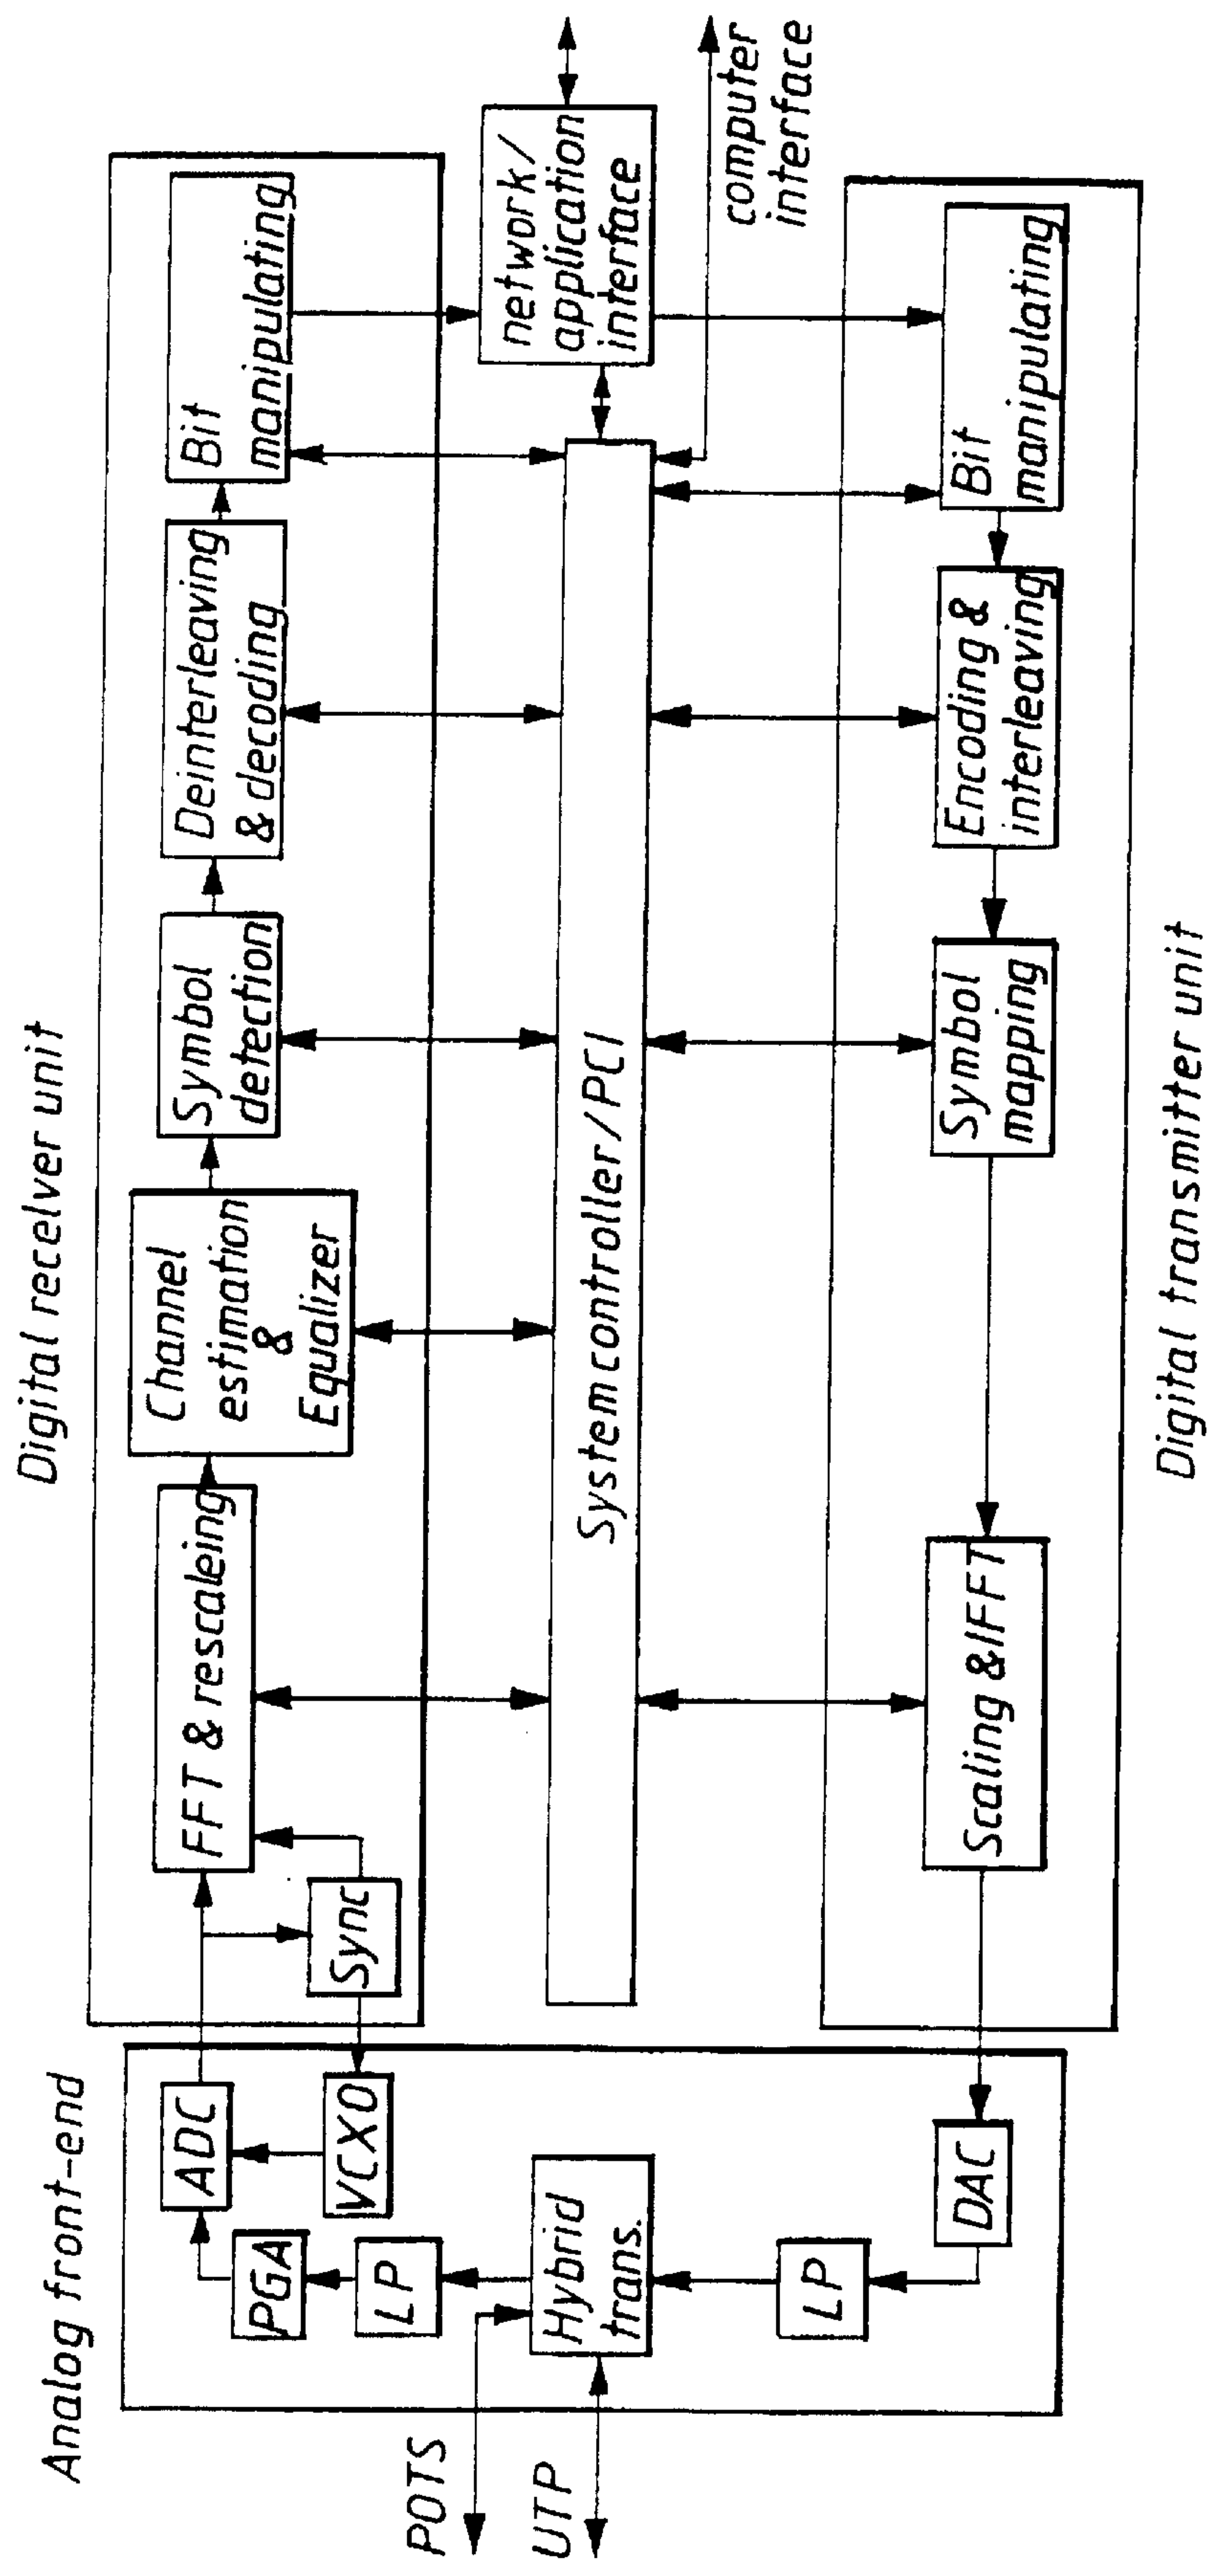 Analog front-end
Digital recelver unit
ADC
PGA
VCXO
LP
Sync
FFT & rescaleing
Channel
estimation
&
Equalizer
Symbol
detection
Deinterleaving
& decoding
Bit
manipulating
POTS
UTP
Hybrid
trans.
System controller/PCI
network/
application
interface
computer
interface
LP
DAC
Scaling &IFFT
Symbol
mapping
Encoding &
interleaving
Bit
manipulating
Digital transmitter unit